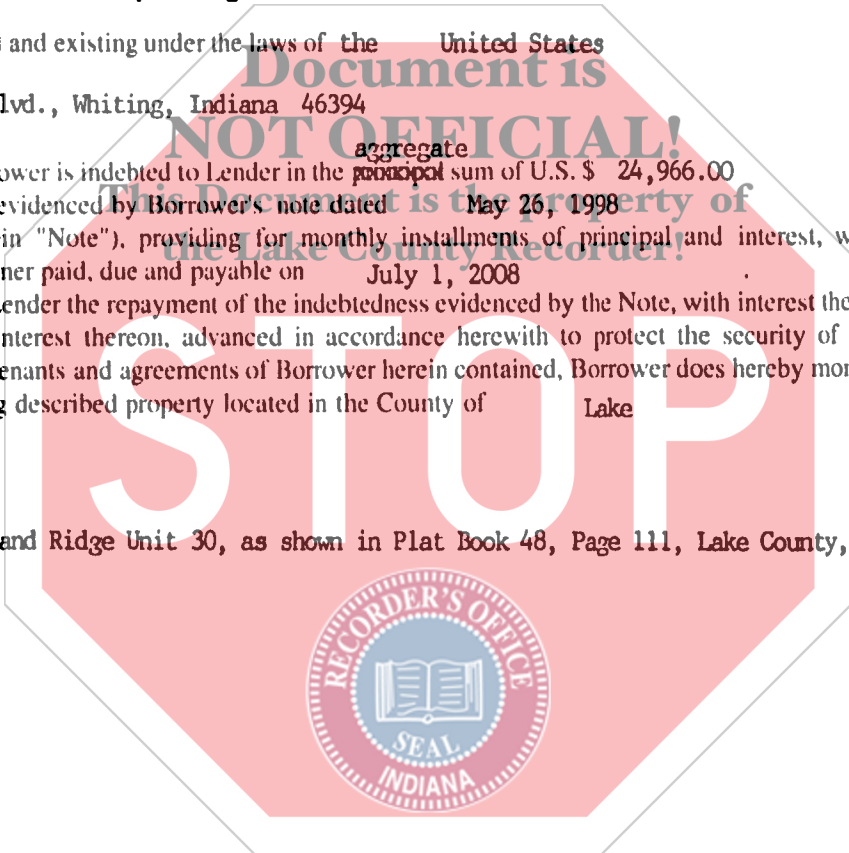 and existing under the laws of the United States
Document is
lvd., Whiting, Indiana 46394
NOT OFFICIAL!
aggregate
ower is indebted to Lender in the sum of U.S. $ 24,966.00
This Document is the property of
evidenced by Borrower's note dated May 26, 1998
in "Note"), providing for monthly installments of principal and interest, w
the Lake County Recorder!
ner paid, due and payable on July 1, 2008 .
ender the repayment of the indebtedness evidenced by the Note, with interest the
nterest thereon, advanced in accordance herewith to protect the security of
enants and agreements of Borrower herein contained, Borrower does hereby mor
g described property located in the County of Lake
STOP
and Ridge Unit 30, as shown in Plat Book 48, Page 111, Lake County,
RECORDER'S OFFICE
SEAL
INDIANA